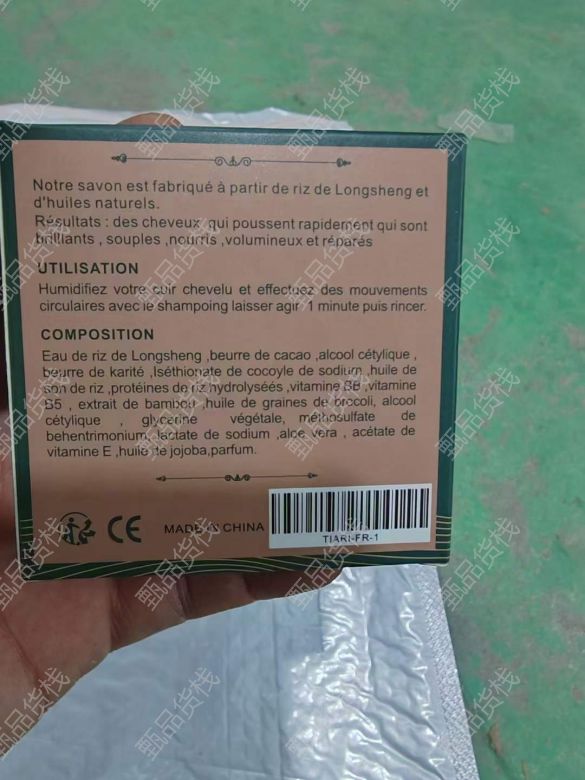 Notre savon est fabriqué à partir de riz de Longsheng et
d'huiles naturels.
Résultats : des cheveux qui poussent rapidement qui sont
brillants , souples ,nourris ,volumineux et réparés
UTILISATION
Humidifiez votre cuir chevelu et effectuez des mouvements
circulaires avec le shampoing laisser agir 1 minute puis rincer.
COMPOSITION
Eau de riz de Longsheng ,beurre de cacao ,alcool cétylique ,
beurre de karité ,Iséthionate de cocoyle de sodium ,huile de
son de riz ,protéines de riz hydrolyséés ,vitamine B8 ,vitamine
B5 , extrait de bambou ,huile de graines de brocoli, alcool
cétylique , glycerine végétale, méthosulfate de
behentrimonium, lactate de sodium ,aloe vera , acétate de
vitamine E ,huile de jojoba,parfum.
CE MADE IN CHINA
TIARI-FR-1
甄品货栈